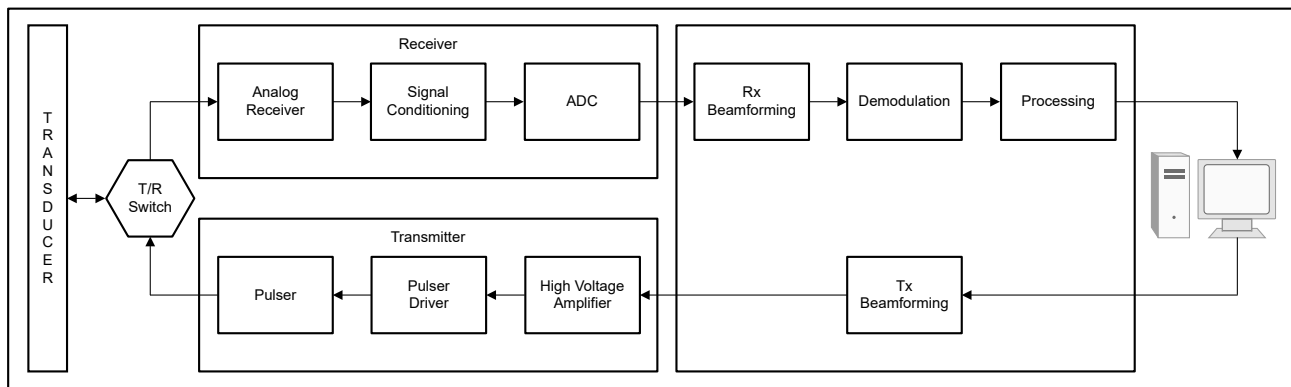 TRANSDUCER
T/R
Switch
Receiver
Analog
Receiver
Signal
Conditioning
ADC
Rx
Beamforming
Demodulation
Processing
Transmitter
Pulser
Pulser
Driver
High Voltage
Amplifier
Tx
Beamforming